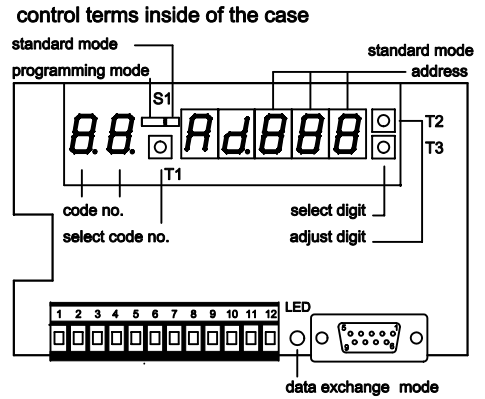 control terms inside of the case
standard mode
standard mode
programming mode
address
S1
8.8.
Ad.888
T2
T3
T1
code no.
select digit
select code no.
adjust digit
LED
1 2 3 4 5 6 7 8 9 10 11 12
5 1
9 6
data exchange mode